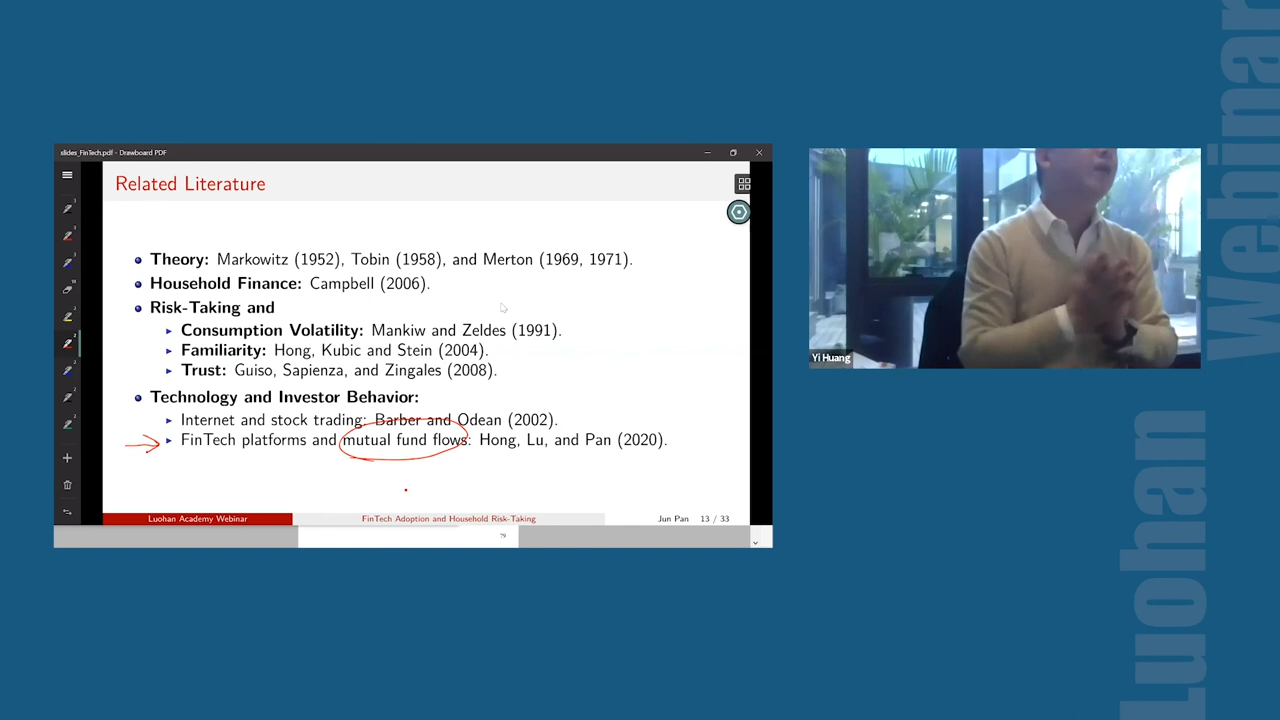 slides_FinTech.pdf - Drawboard PDF
Related Literature
Theory: Markowitz (1952), Tobin (1958), and Merton (1969, 1971).
Household Finance: Campbell (2006).
Risk-Taking and
Consumption Volatility: Mankiw and Zeldes (1991).
Familiarity: Hong, Kubic and Stein (2004).
Trust: Guiso, Sapienza, and Zingales (2008).
Technology and Investor Behavior:
Internet and stock trading: Barber and Odean (2002).
FinTech platforms and mutual fund flows: Hong, Lu, and Pan (2020).
Luohan Academy Webinar FinTech Adoption and Household Risk-Taking Jun Pan 13 / 33
Yi Huang
Luohan Webinar